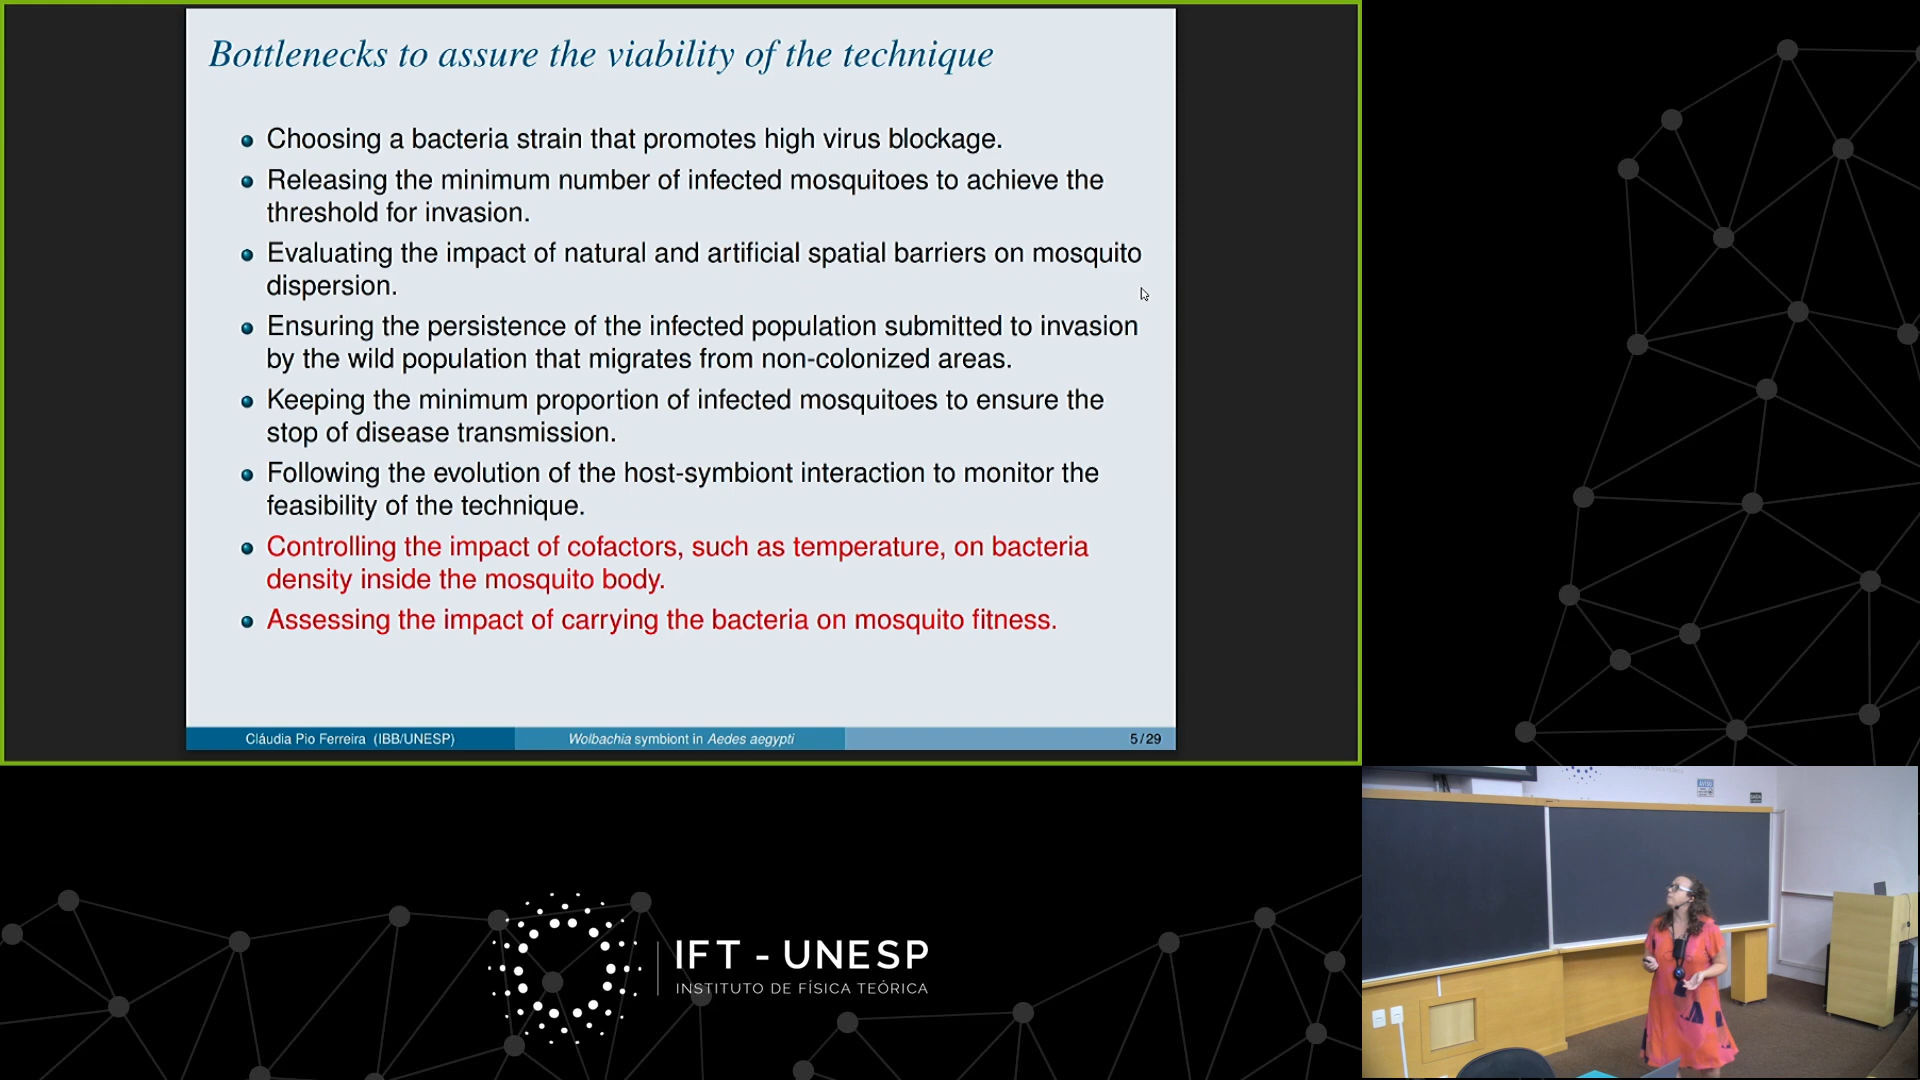 Bottlenecks to assure the viability of the technique
Choosing a bacteria strain that promotes high virus blockage.
Releasing the minimum number of infected mosquitoes to achieve the
threshold for invasion.
Evaluating the impact of natural and artificial spatial barriers on mosquito
dispersion.
Ensuring the persistence of the infected population submitted to invasion
by the wild population that migrates from non-colonized areas.
Keeping the minimum proportion of infected mosquitoes to ensure the
stop of disease transmission.
Following the evolution of the host-symbiont interaction to monitor the
feasibility of the technique.
Controlling the impact of cofactors, such as temperature, on bacteria
density inside the mosquito body.
Assessing the impact of carrying the bacteria on mosquito fitness.
Cláudia Pio Ferreira (IBB/UNESP)
Wolbachia symbiont in Aedes aegypti
5/29
IFT - UNESP
INSTITUTO DE FÍSICA TEÓRICA